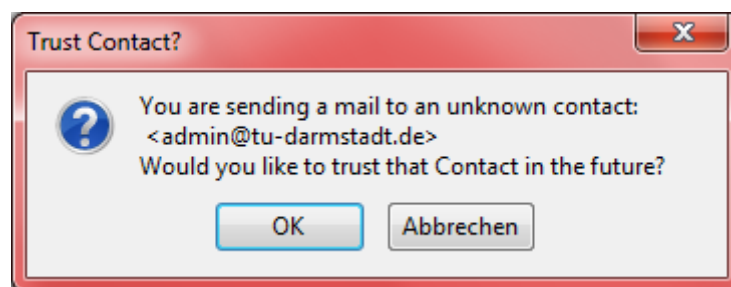 Trust Contact?
You are sending a mail to an unknown contact:
<admin@tu-darmstadt.de>
Would you like to trust that Contact in the future?
OK
Abbrechen